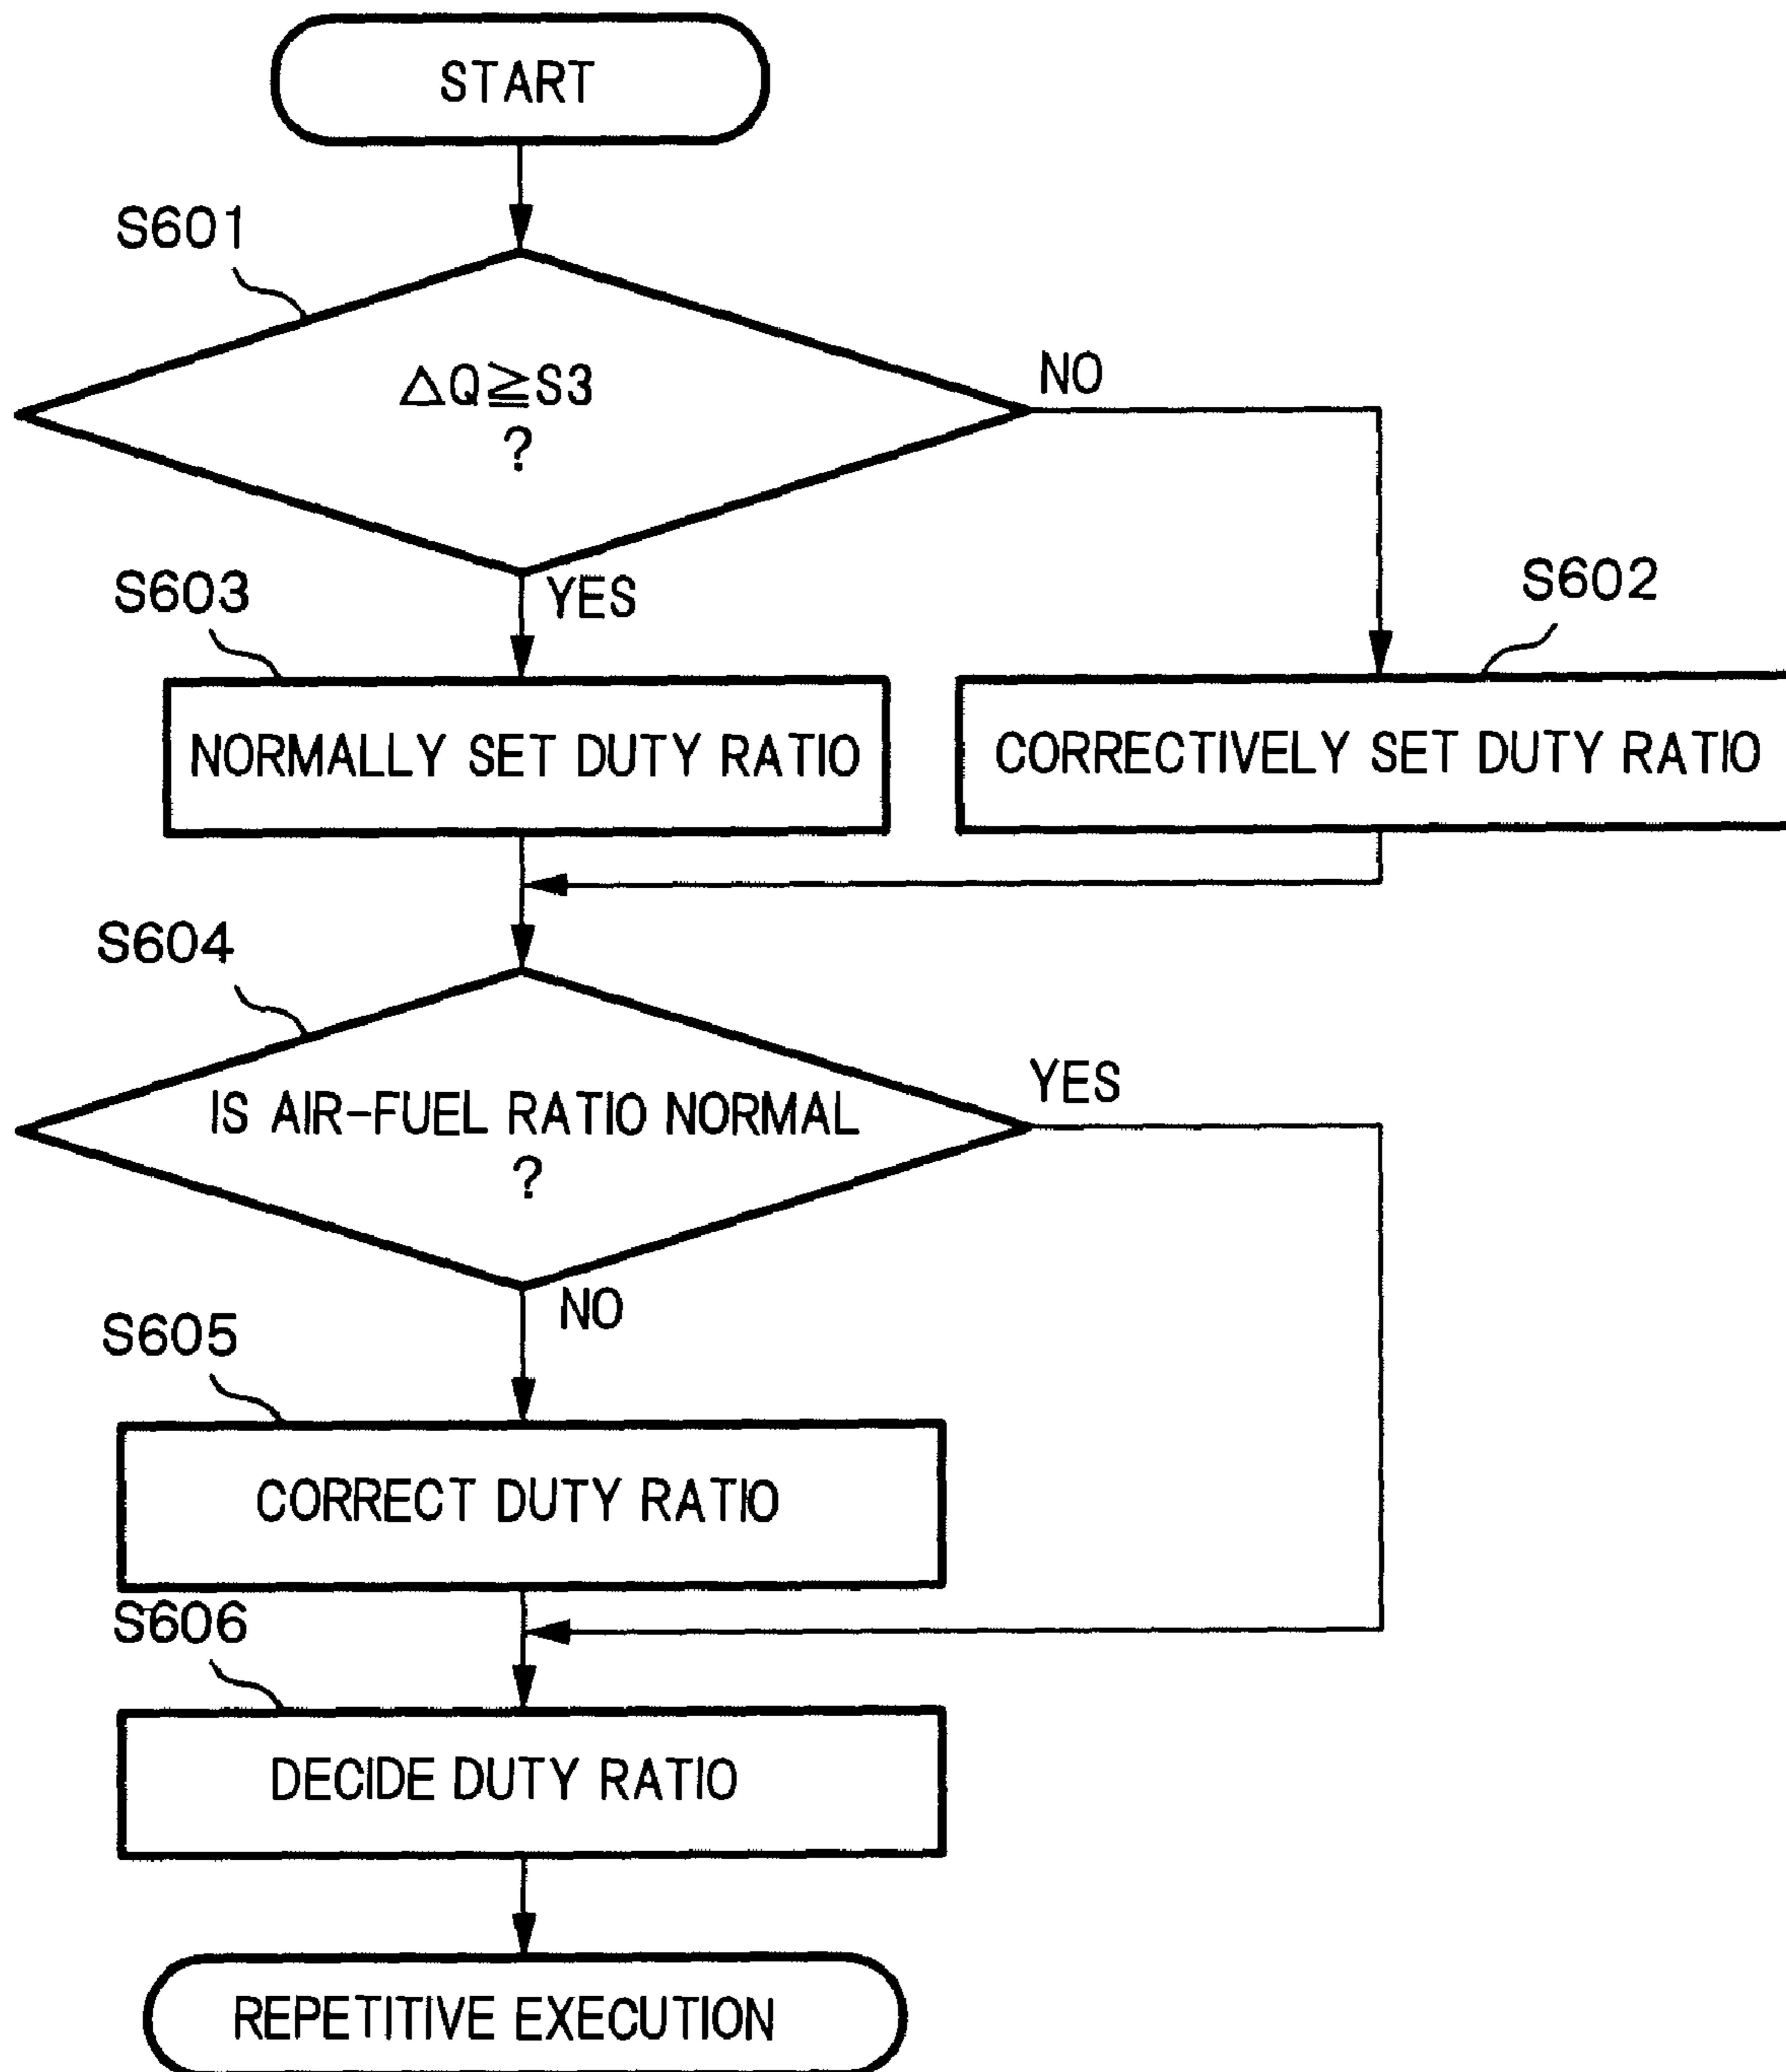 START
S601
△Q≧S3
?
NO
YES
S603
S602
NORMALLY SET DUTY RATIO
CORRECTIVELY SET DUTY RATIO
S604
IS AIR-FUEL RATIO NORMAL
?
YES
NO
S605
CORRECT DUTY RATIO
S606
DECIDE DUTY RATIO
REPETITIVE EXECUTION